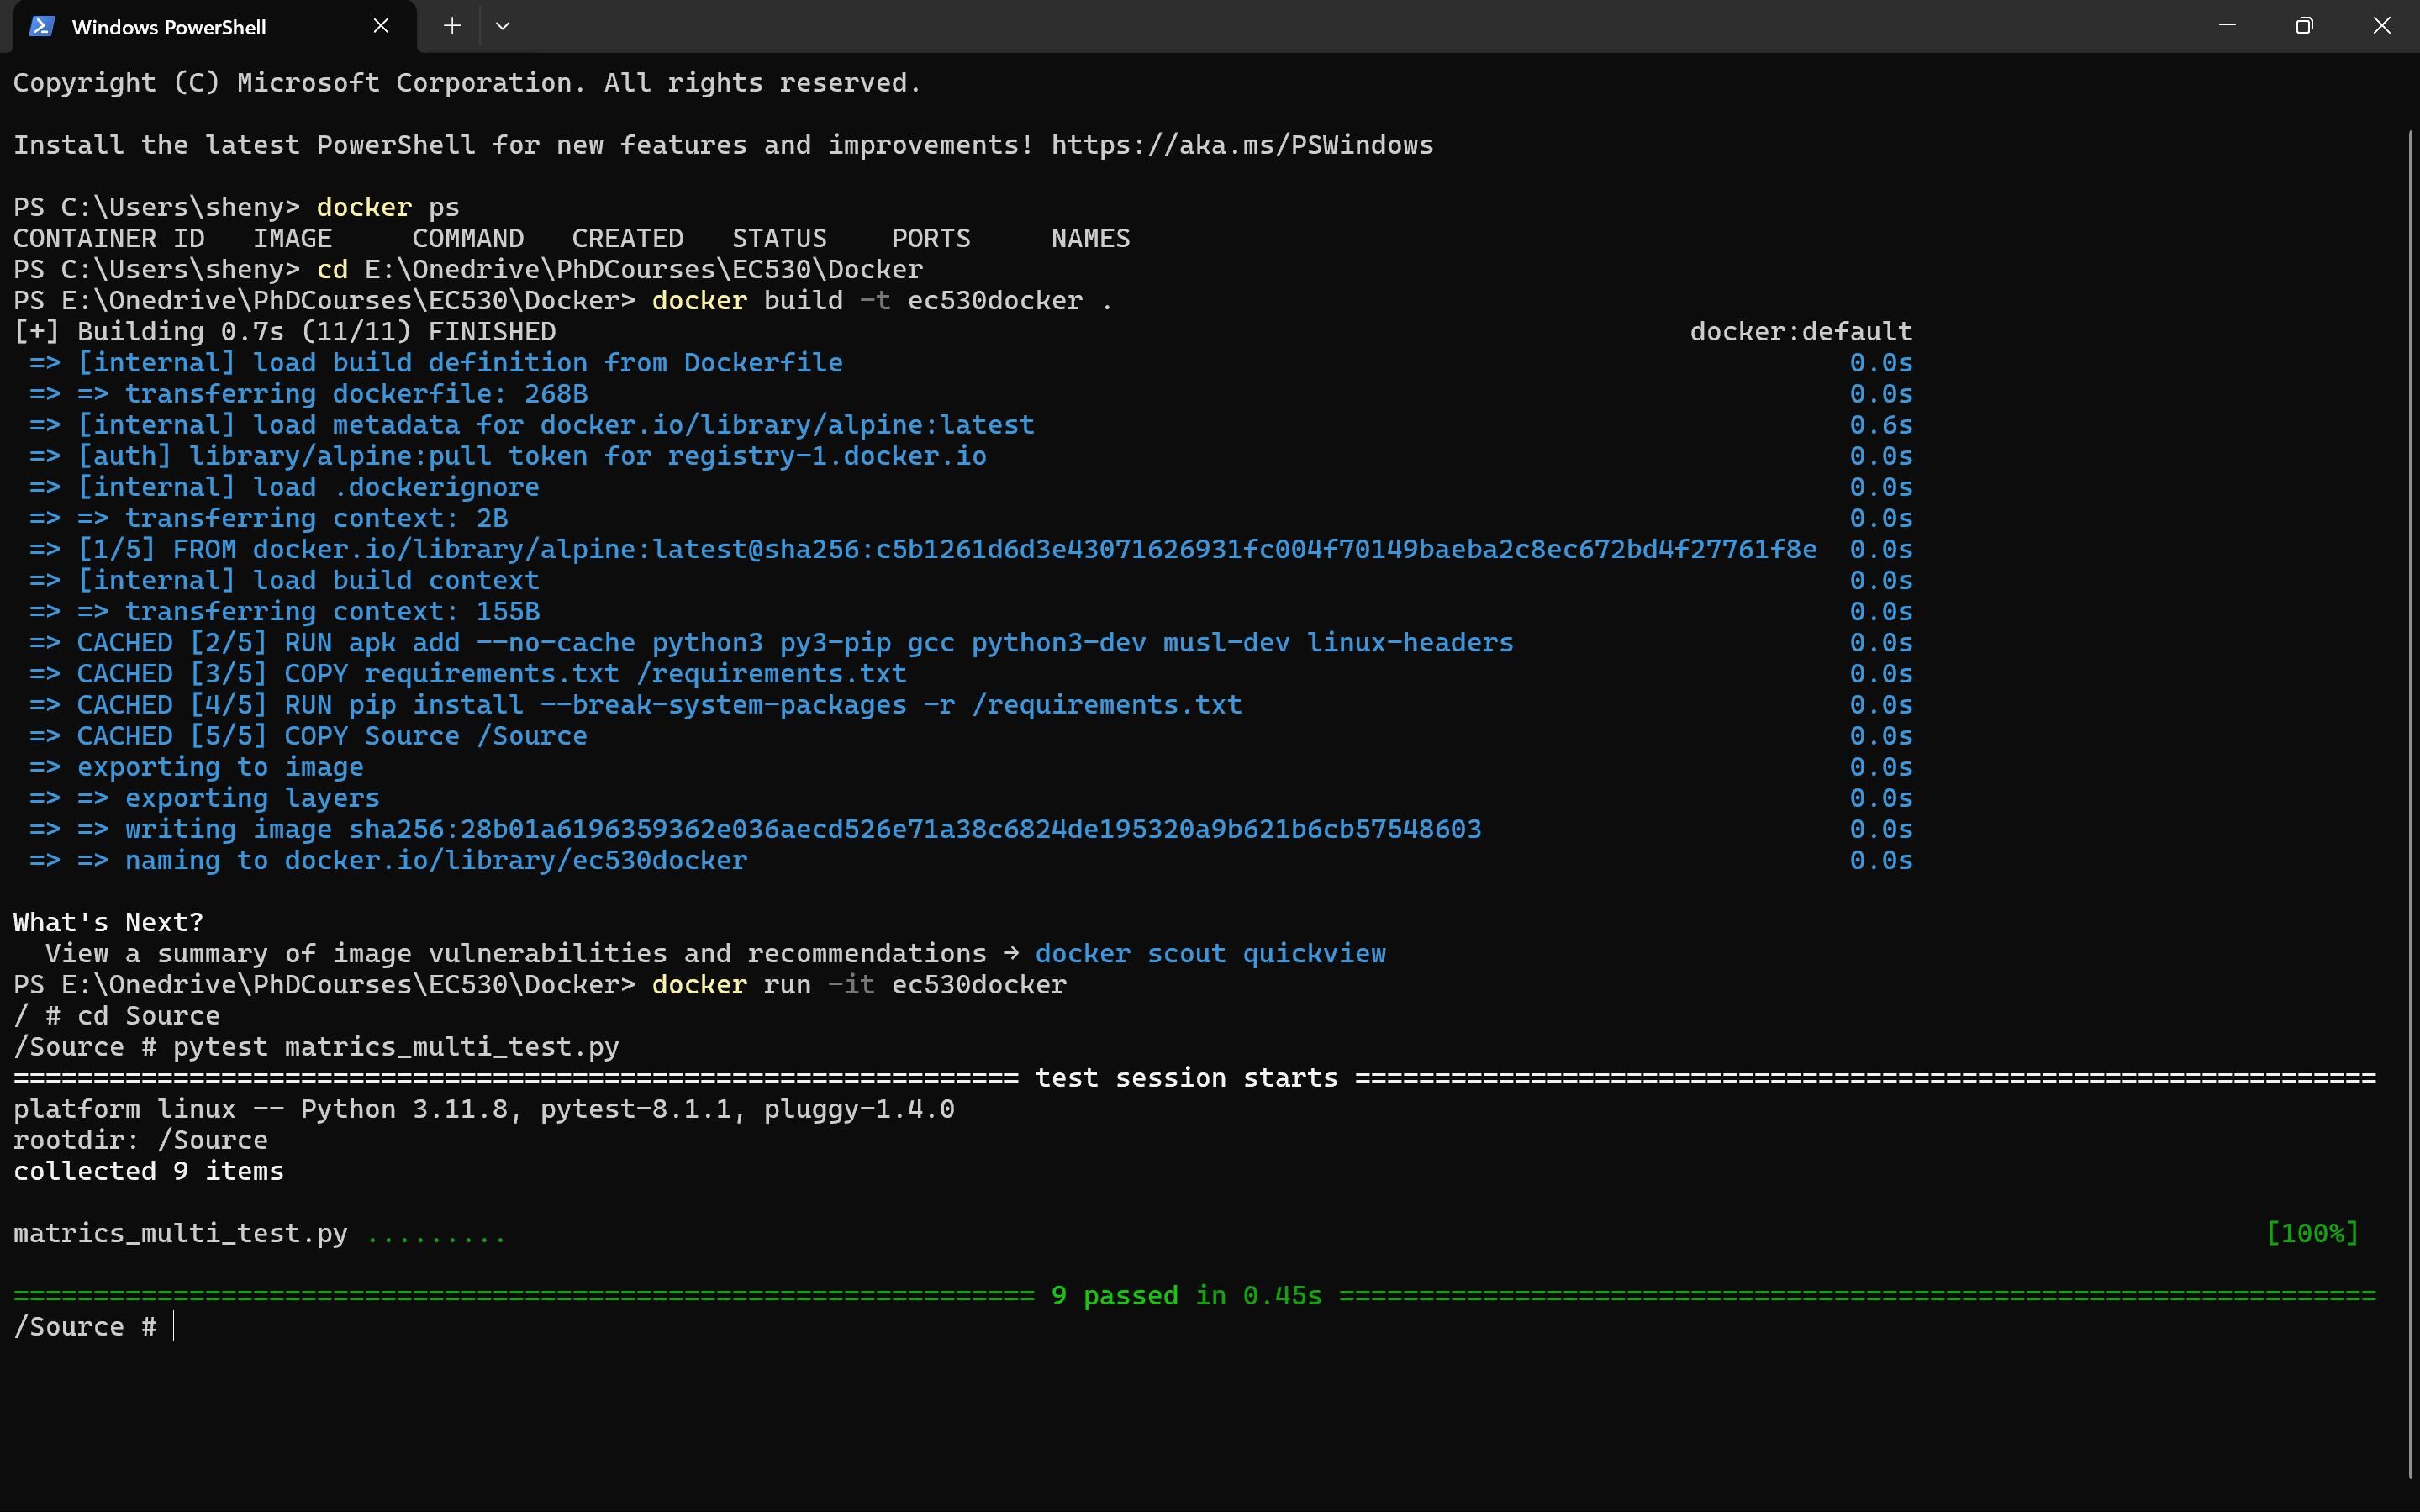 Windows PowerShell
Copyright (C) Microsoft Corporation. All rights reserved.
Install the latest PowerShell for new features and improvements! https://aka.ms/PSWindows
PS C:\Users\sheny> docker ps
CONTAINER ID   IMAGE     COMMAND   CREATED   STATUS    PORTS     NAMES
PS C:\Users\sheny> cd E:\Onedrive\PhDCourses\EC530\Docker
PS E:\Onedrive\PhDCourses\EC530\Docker> docker build -t ec530docker .
[+] Building 0.7s (11/11) FINISHED docker:default
=> [internal] load build definition from Dockerfile 0.0s
=> => transferring dockerfile: 268B 0.0s
=> [internal] load metadata for docker.io/library/alpine:latest 0.6s
=> [auth] library/alpine:pull token for registry-1.docker.io 0.0s
=> [internal] load .dockerignore 0.0s
=> => transferring context: 2B 0.0s
=> [1/5] FROM docker.io/library/alpine:latest@sha256:c5b1261d6d3e43071626931fc004f70149baeba2c8ec672bd4f27761f8e 0.0s
=> [internal] load build context 0.0s
=> => transferring context: 155B 0.0s
=> CACHED [2/5] RUN apk add --no-cache python3 py3-pip gcc python3-dev musl-dev linux-headers 0.0s
=> CACHED [3/5] COPY requirements.txt /requirements.txt 0.0s
=> CACHED [4/5] RUN pip install --break-system-packages -r /requirements.txt 0.0s
=> CACHED [5/5] COPY Source /Source 0.0s
=> exporting to image 0.0s
=> => exporting layers 0.0s
=> => writing image sha256:28b01a6196359362e036aecd526e71a38c6824de195320a9b621b6cb57548603 0.0s
=> => naming to docker.io/library/ec530docker 0.0s
What's Next?
View a summary of image vulnerabilities and recommendations → docker scout quickview
PS E:\Onedrive\PhDCourses\EC530\Docker> docker run -it ec530docker
/ # cd Source
/Source # pytest matrics_multi_test.py
=============================================================== test session starts ================================================================
platform linux -- Python 3.11.8, pytest-8.1.1, pluggy-1.4.0
rootdir: /Source
collected 9 items
matrics_multi_test.py ......... [100%]
================================================================ 9 passed in 0.45s =================================================================
/Source #